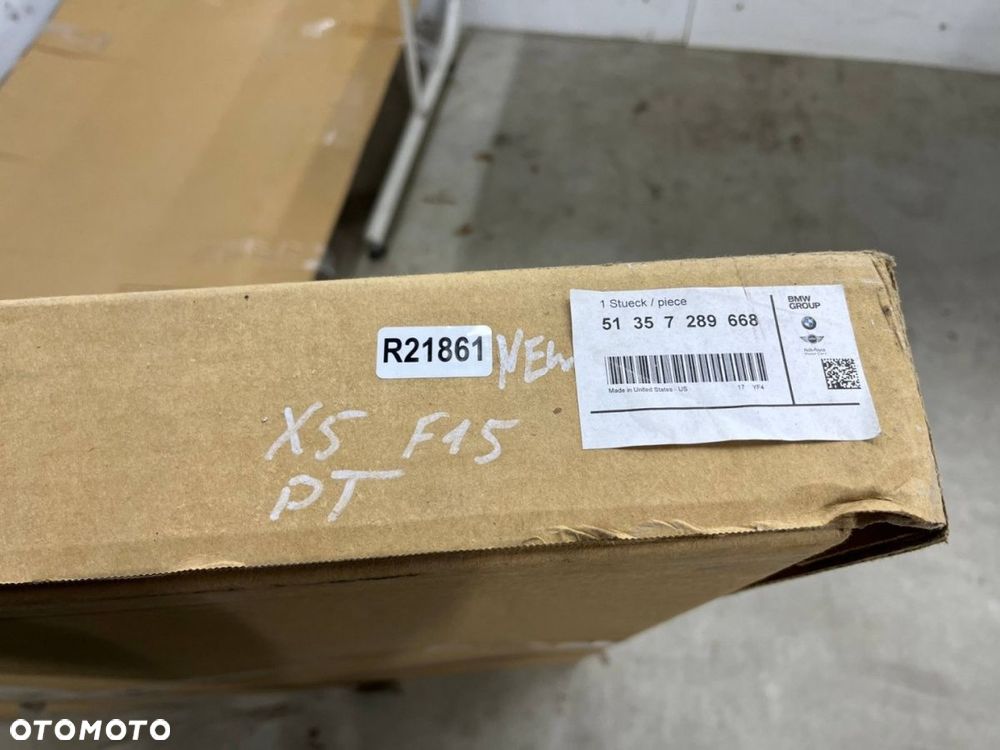 1 Stueck / piece
51 35 7 289 668
BMW
GROUP
Made in United States - US
17 YF4
R21861
NEW
X5 F15
PT
OTOMOTO